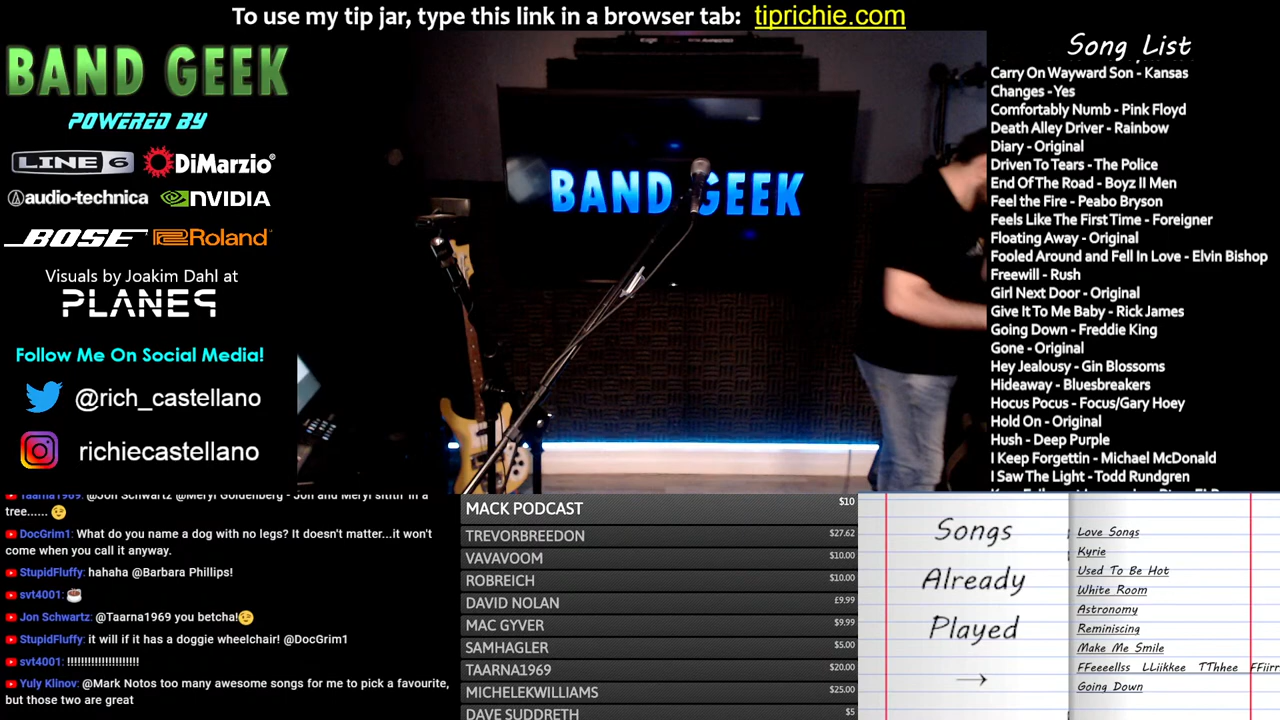 To use my tip jar, type this link in a browser tab: tiprichie.com
BAND GEEK
POWERED BY
LINE 6 DiMarzio®
audio-technica NVIDIA
BOSE Roland
Visuals by Joakim Dahl at
PLANE9
Follow Me On Social Media!
@rich_castellano
richiecastellano
BAND GEEK
Song List
Carry On Wayward Son - Kansas
Changes - Yes
Comfortably Numb - Pink Floyd
Death Alley Driver - Rainbow
Diary - Original
Driven To Tears - The Police
End Of The Road - Boyz II Men
Feel the Fire - Peabo Bryson
Feels Like The First Time - Foreigner
Floating Away - Original
Fooled Around and Fell In Love - Elvin Bishop
Freewill - Rush
Girl Next Door - Original
Give It To Me Baby - Rick James
Going Down - Freddie King
Gone - Original
Hey Jealousy - Gin Blossoms
Hideaway - Bluesbreakers
Hocus Pocus - Focus/Gary Hoey
Hold On - Original
Hush - Deep Purple
I Keep Forgettin - Michael McDonald
I Saw The Light - Todd Rundgren
Taarna1969: @Jon Schwartz @Meryl Goldenberg - Jon and Meryl sittin' in a
tree......
DocGrim1: What do you name a dog with no legs? It doesn't matter...it won't
come when you call it anyway.
StupidFluffy: hahaha @Barbara Phillips!
svt4001: ☕
Jon Schwartz: @Taarna1969 you betcha!
StupidFluffy: it will if it has a doggie wheelchair! @DocGrim1
svt4001: !!!!!!!!!!!!!!!!!!!!!
Yuly Klinov: @Mark Notos too many awesome songs for me to pick a favourite,
but those two are great
MACK PODCAST $10
TREVORBREEDON $27.62
VAVAVOOM $10.00
ROBREICH $10.00
DAVID NOLAN £9.99
MAC GYVER $9.99
SAMHAGLER $5.00
TAARNA1969 $20.00
MICHELEKWILLIAMS $25.00
DAVE SUDDRETH $5
Songs
Already
Played
→
Love Songs
Kyrie
Used To Be Hot
White Room
Astronomy
Reminiscing
Make Me Smile
FFeeeellss LLiikkee TThhee FFiirr
Going Down